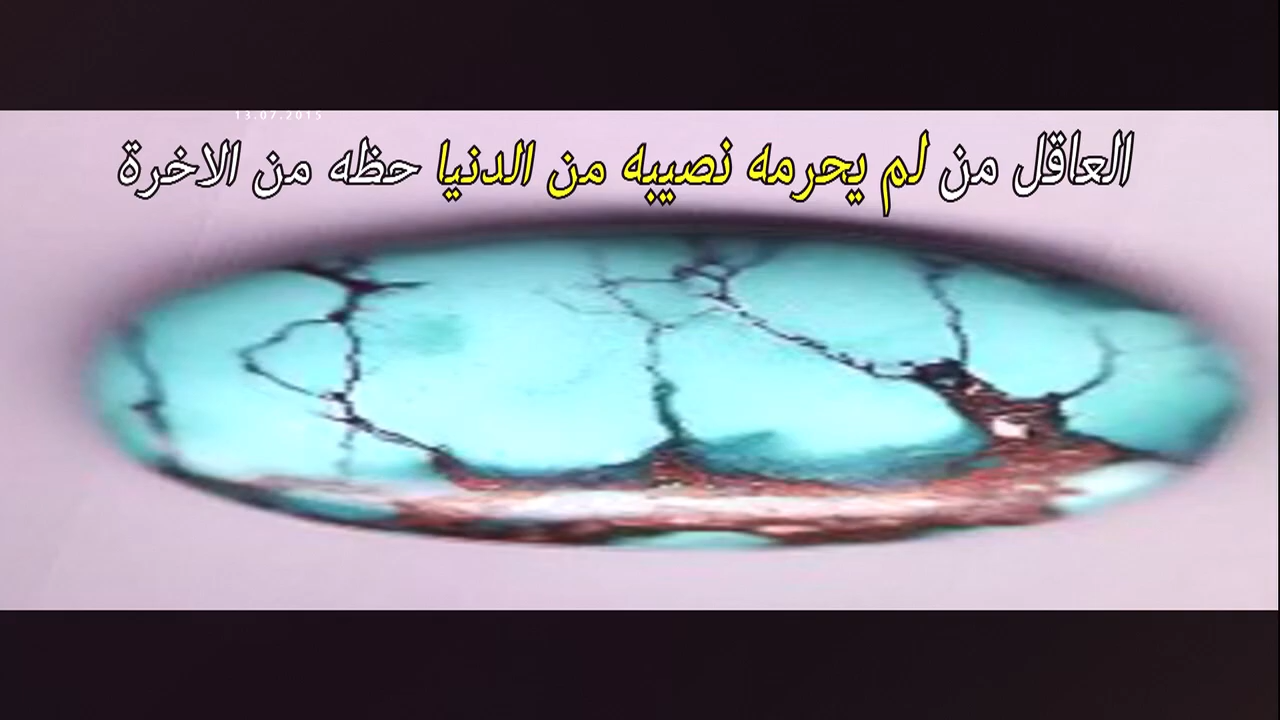 13.07.2015
العاقل من لم يحرمه نصيبه من الدنيا حظه من الاخرة